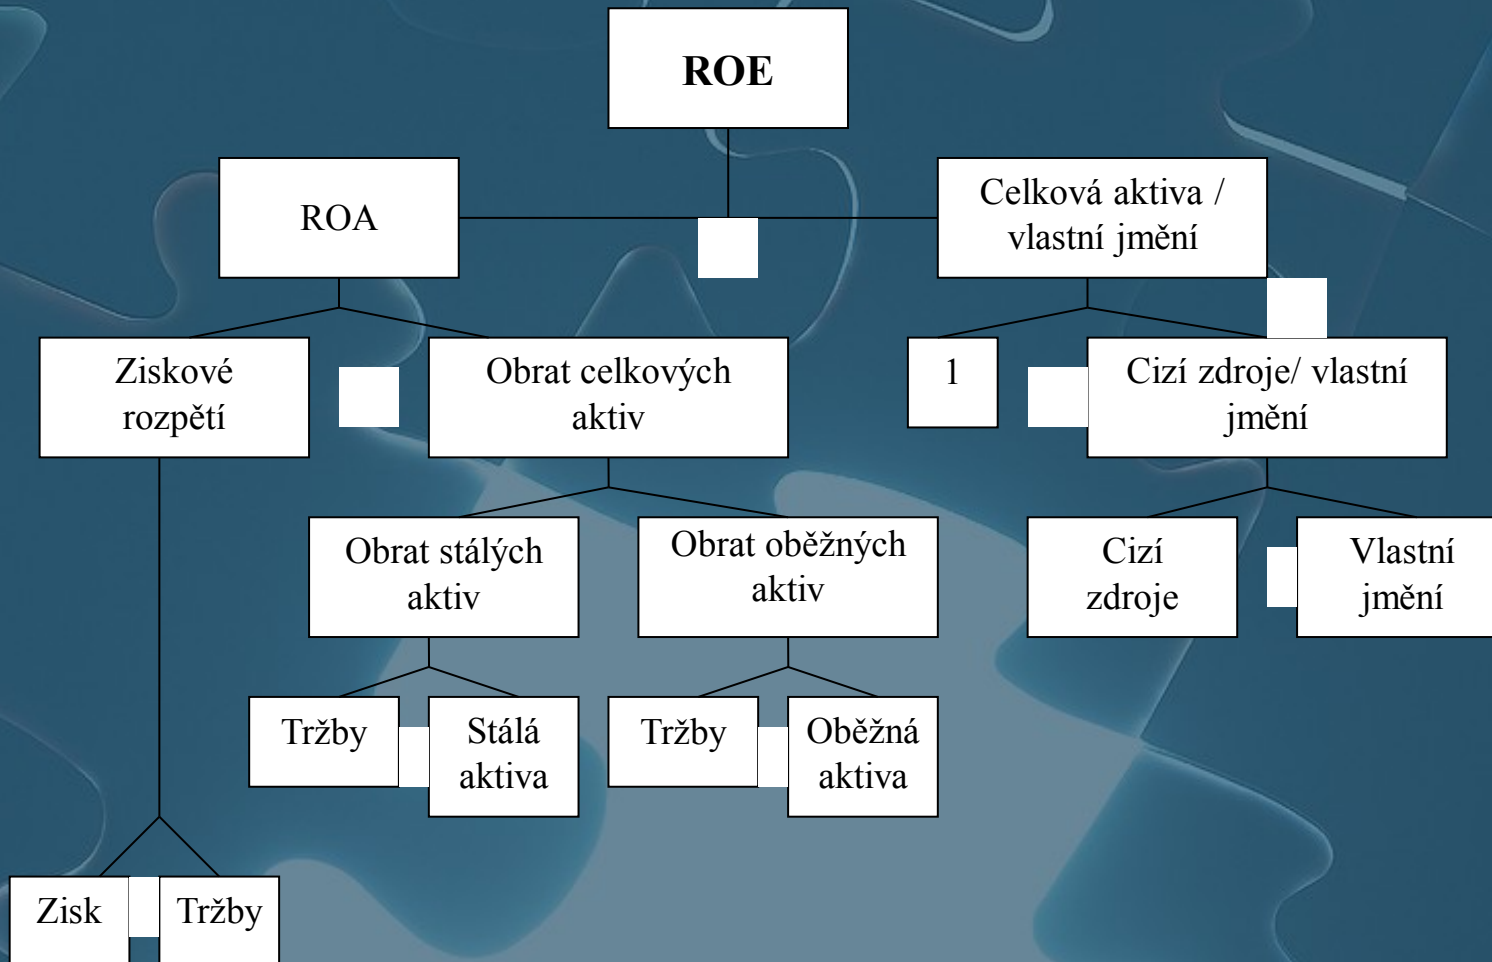 ROE
ROA
Celková aktiva /
vlastní jmění
Ziskové
rozpětí
Obrat celkových
aktiv
1
Cizí zdroje/ vlastní
jmění
Obrat stálých
aktiv
Obrat oběžných
aktiv
Cizí
zdroje
Vlastní
jmění
Tržby
Stálá
aktiva
Tržby
Oběžná
aktiva
Zisk
Tržby